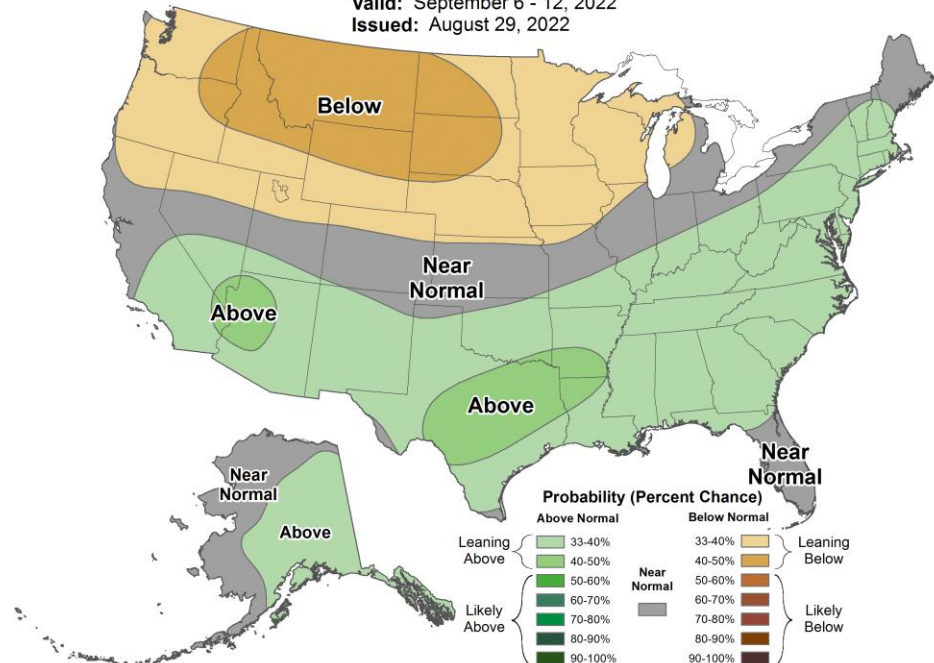 Valid: September 6 - 12, 2022
Issued: August 29, 2022
Below
Near
Normal
Above
Above
Near
Normal
Near
Normal
Above
Probability (Percent Chance)
Above Normal
Below Normal
Leaning
Above
33-40%
40-50%
Likely
Above
50-60%
60-70%
70-80%
80-90%
90-100%
Near
Normal
33-40%
40-50%
Leaning
Below
50-60%
60-70%
70-80%
80-90%
90-100%
Likely
Below